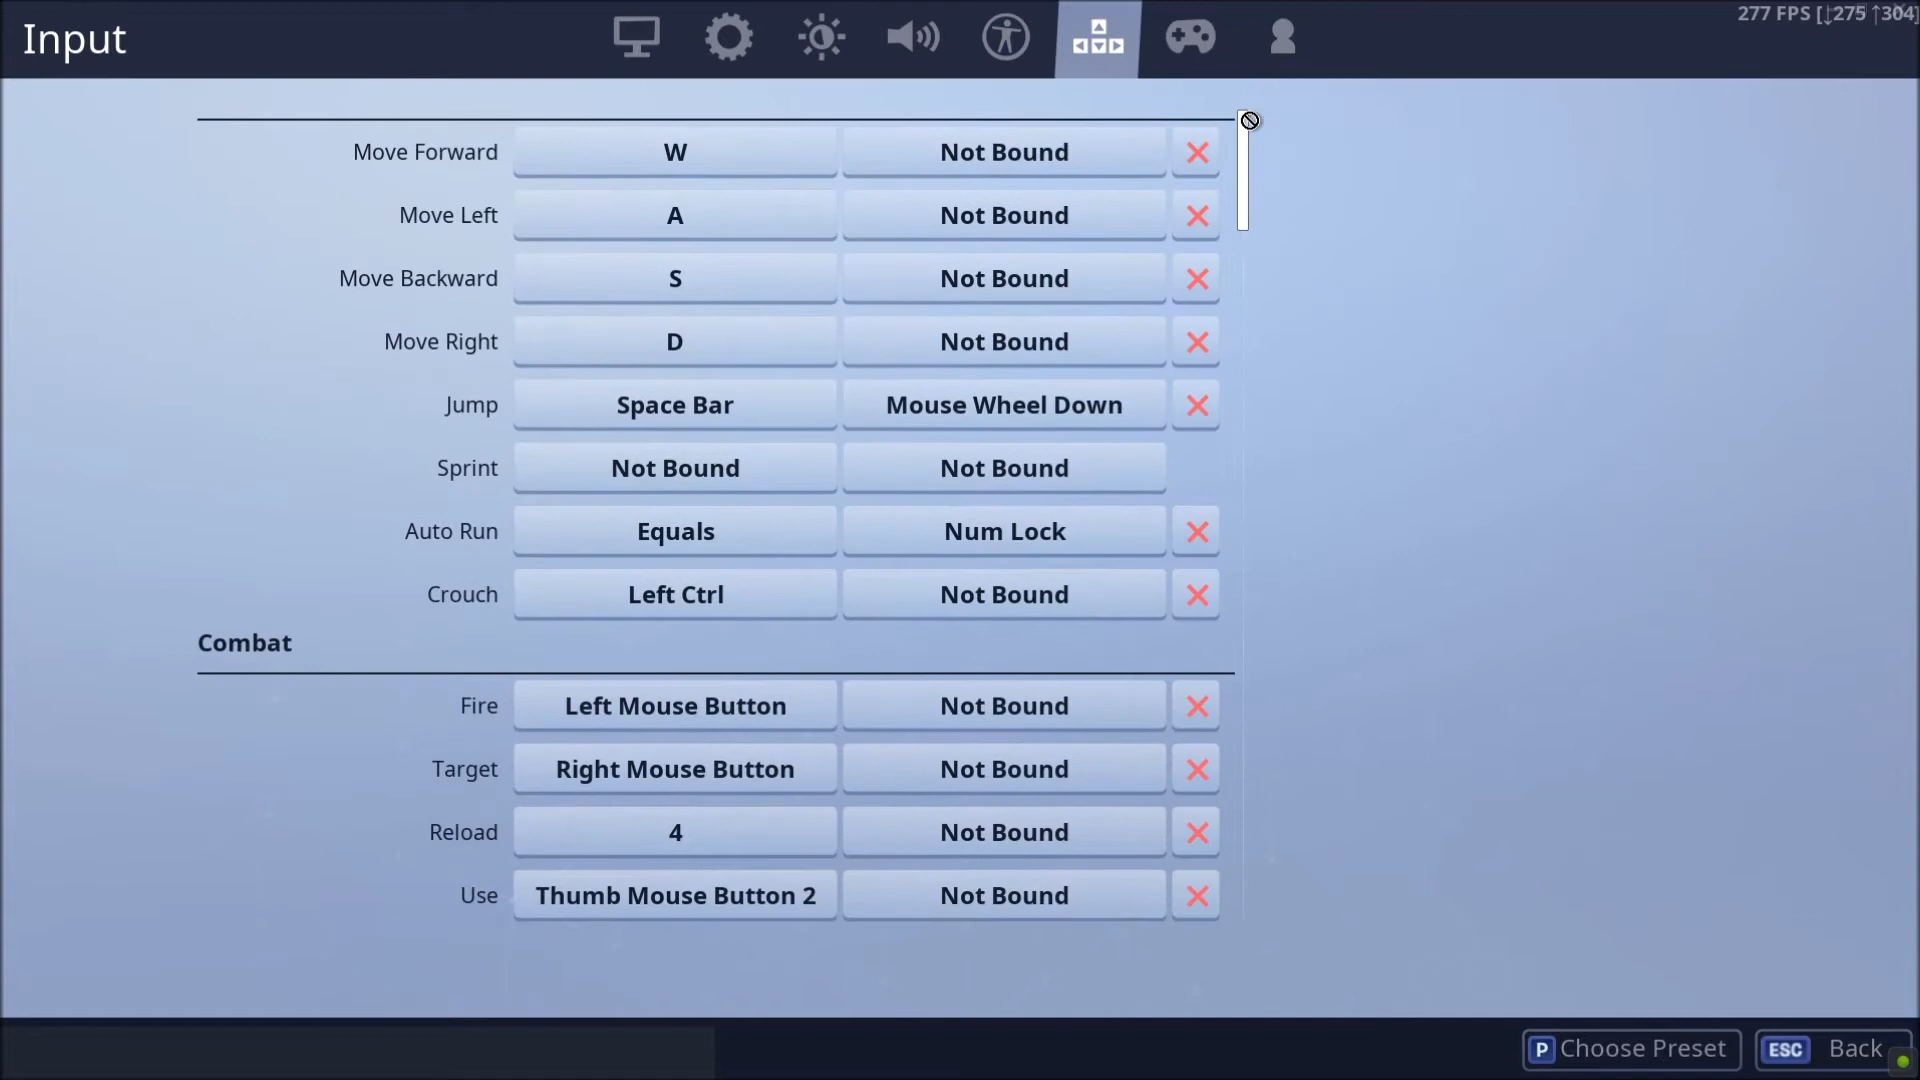 Input
277 FPS [↓275 ↑304]
Move Forward W Not Bound
Move Left A Not Bound
Move Backward S Not Bound
Move Right D Not Bound
Jump Space Bar Mouse Wheel Down
Sprint Not Bound Not Bound
Auto Run Equals Num Lock
Crouch Left Ctrl Not Bound
Combat
Fire Left Mouse Button Not Bound
Target Right Mouse Button Not Bound
Reload 4 Not Bound
Use Thumb Mouse Button 2 Not Bound
P Choose Preset ESC Back